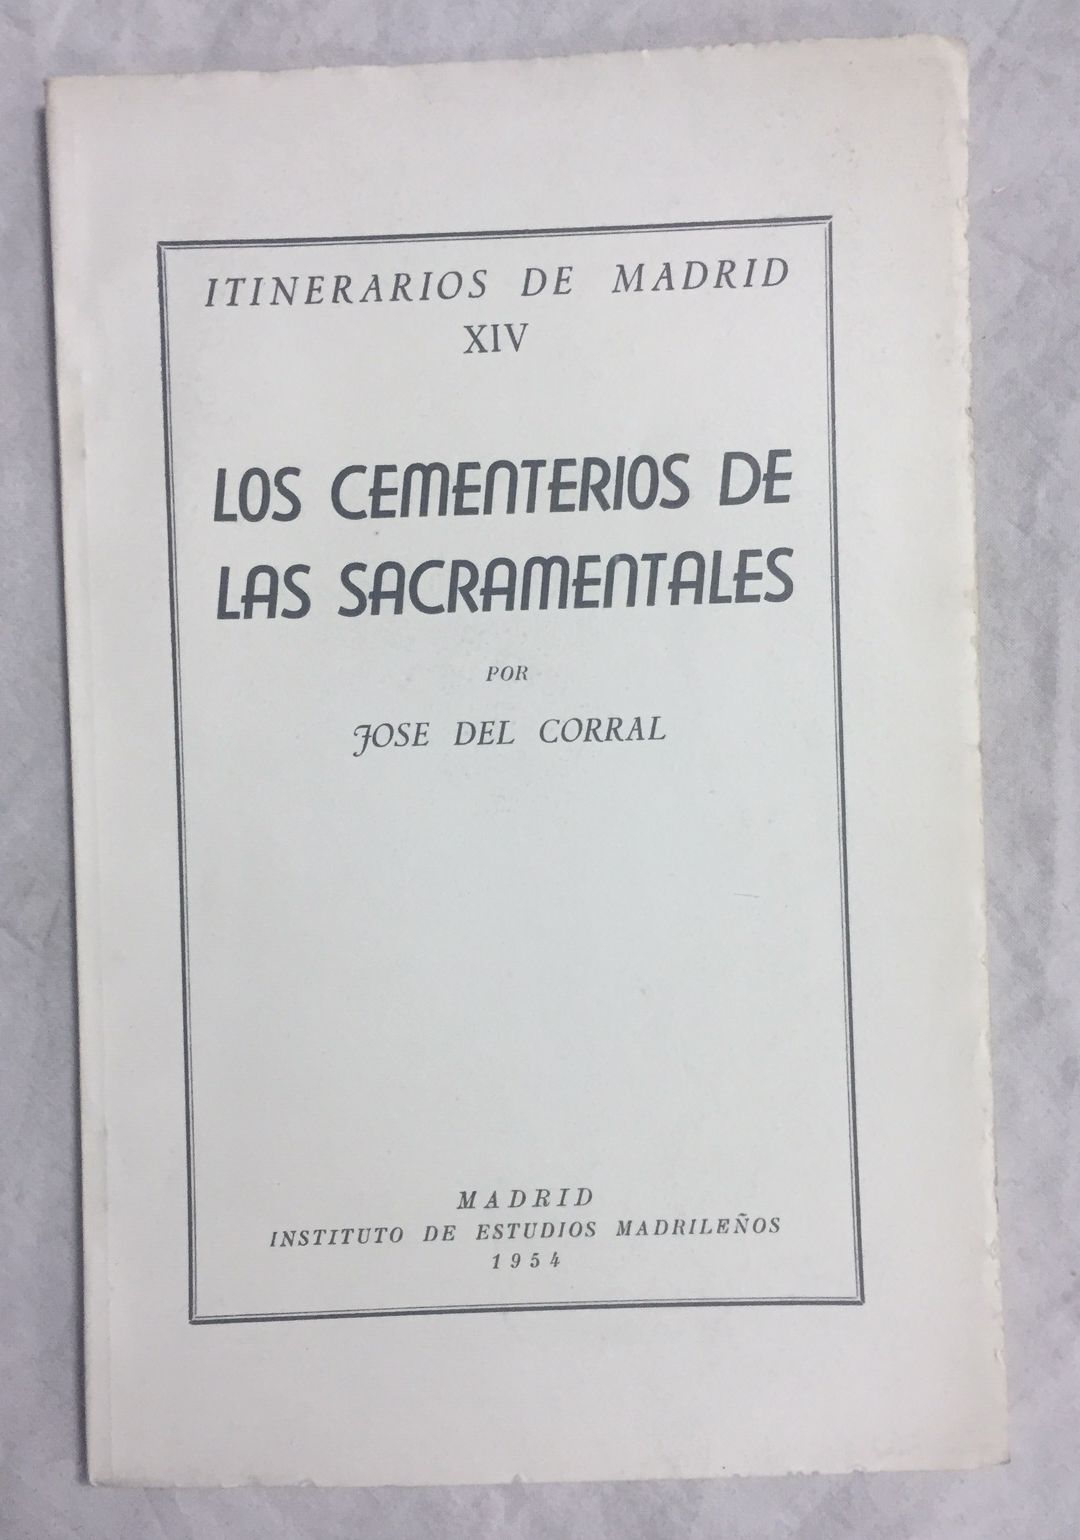 ITINERARIOS DE MADRID
XIV
LOS CEMENTERIOS DE
LAS SACRAMENTALES
POR
JOSE DEL CORRAL
MADRID
INSTITUTO DE ESTUDIOS MADRILEÑOS
1954